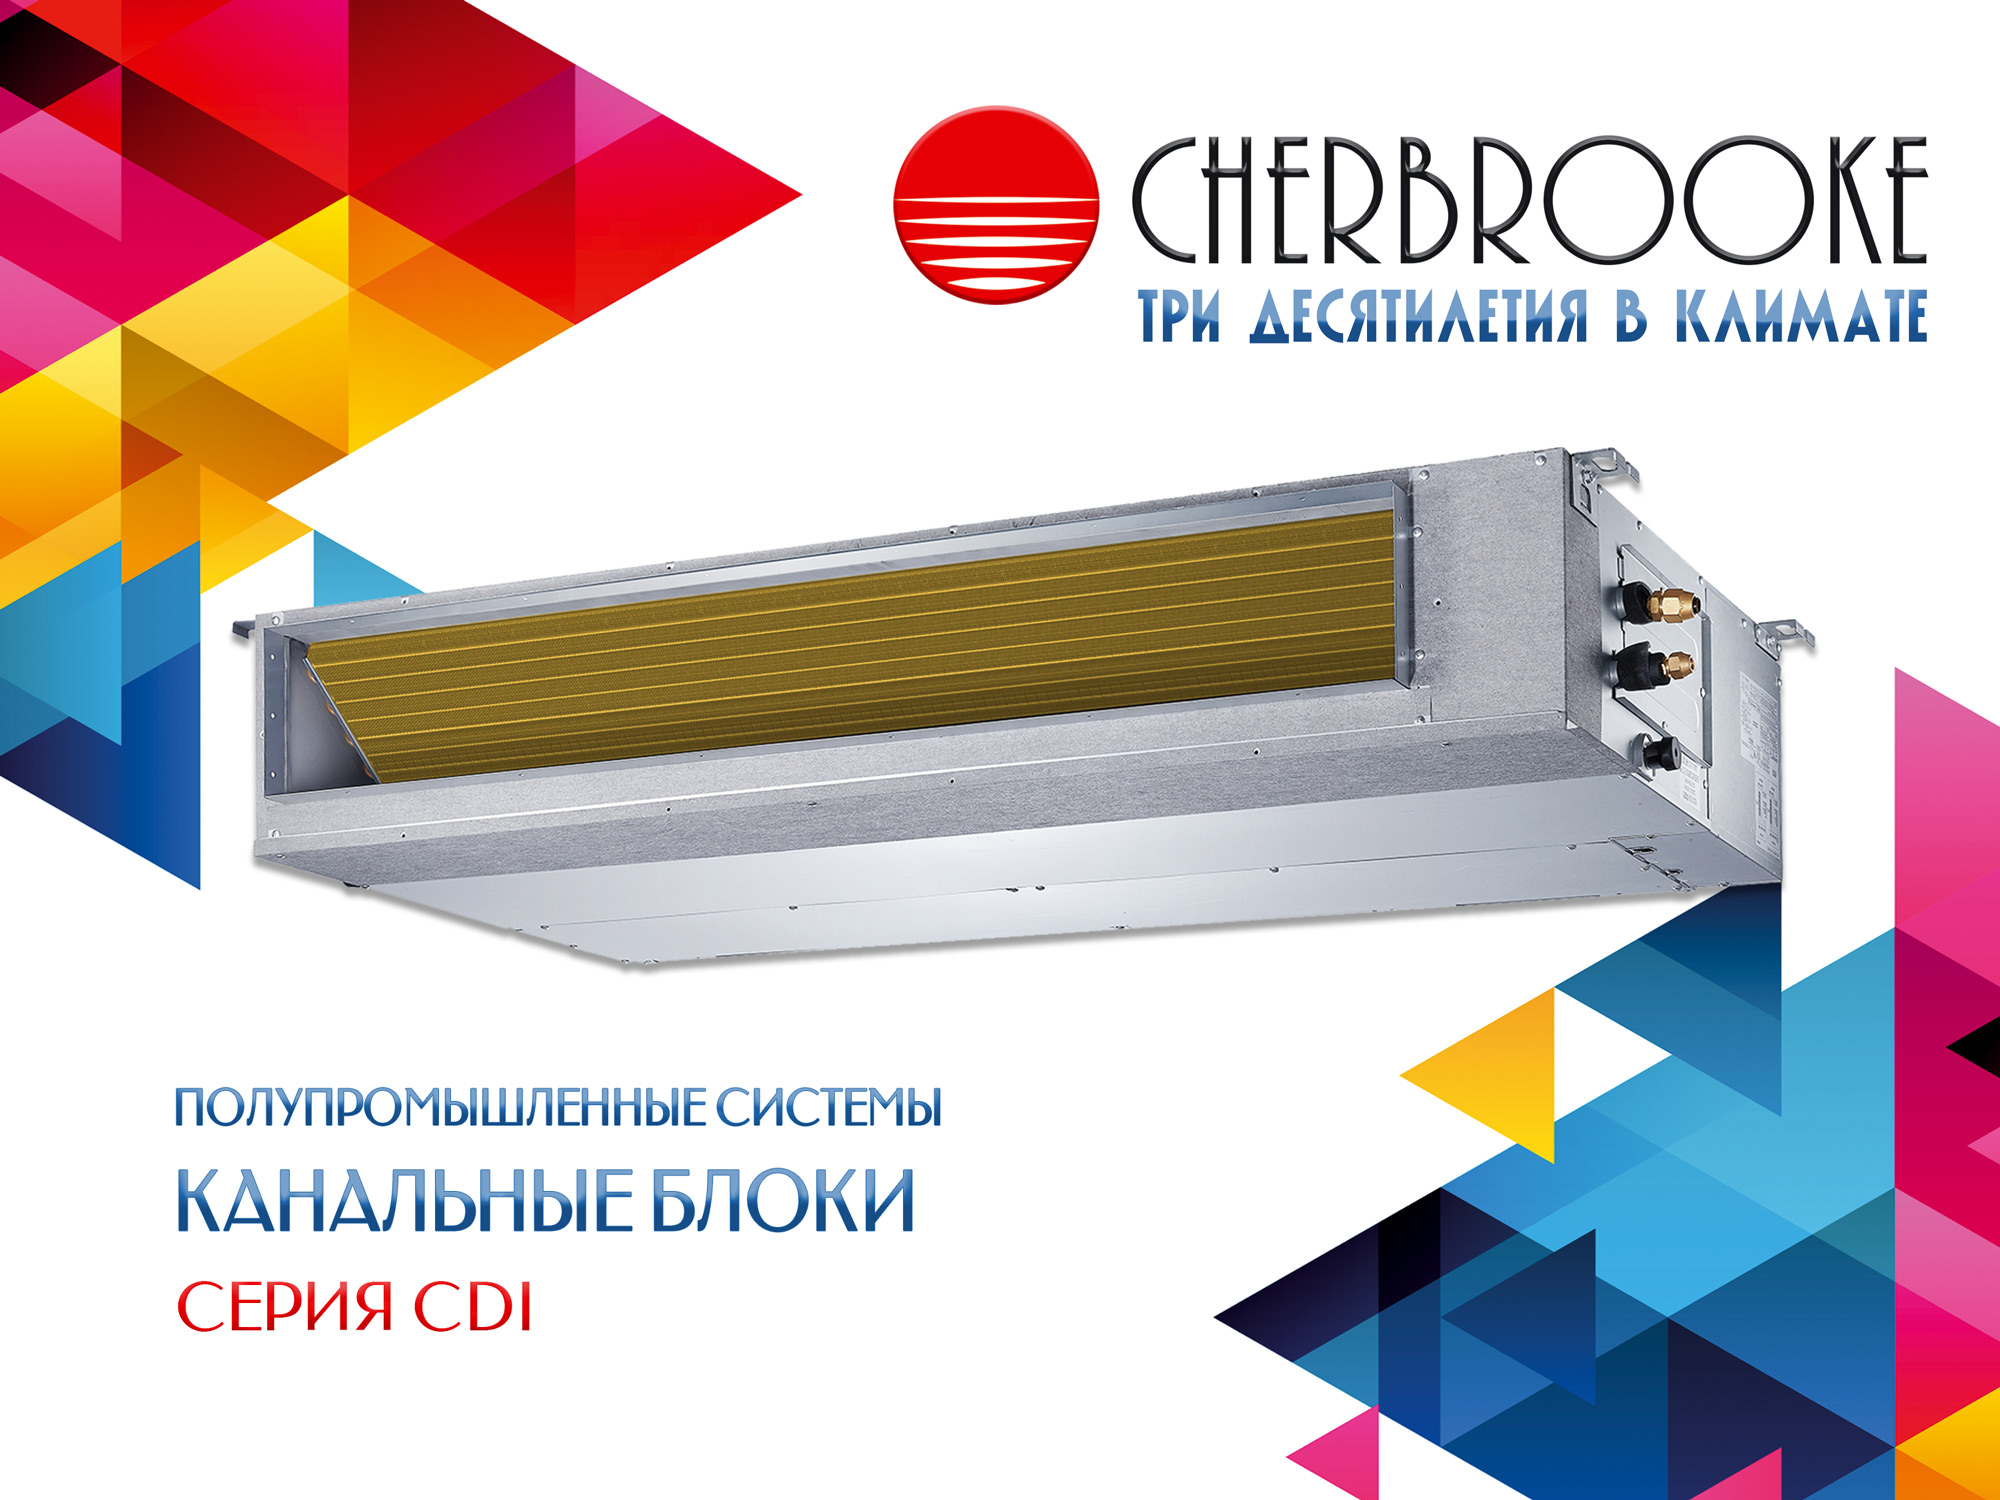 CHERBROOKE
ТРИ ДЕСЯТИЛЕТИЯ В КЛИМАТЕ
ПОЛУПРОМЫШЛЕННЫЕ СИСТЕМЫ
КАНАЛЬНЫЕ БЛОКИ
СЕРИЯ CDI